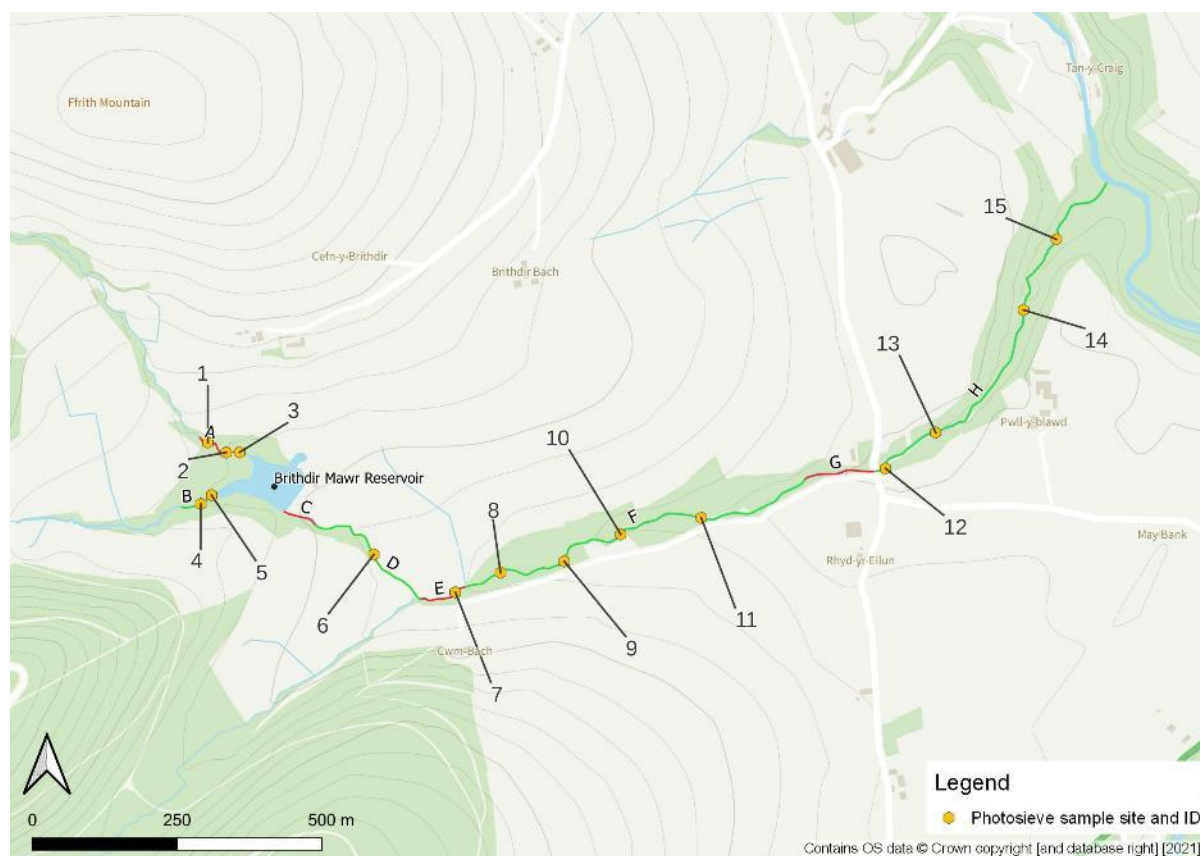 Ffrith Mountain
Tan-y-Craig
Cefn-y-Brithdir
Brithdir Bach
15
14
13
1
A
3
2
10
H
Pwll-y-blawd
Brithdir Mawr Reservoir
G
B
C
8
F
4
5
12
D
May Bank
Rhyd-yr-Eilun
E
6
11
9
Cwm-Bach
7
Legend
Photosieve sample site and ID
0 250 500 m
Contains OS data © Crown copyright [and database right] [2021]